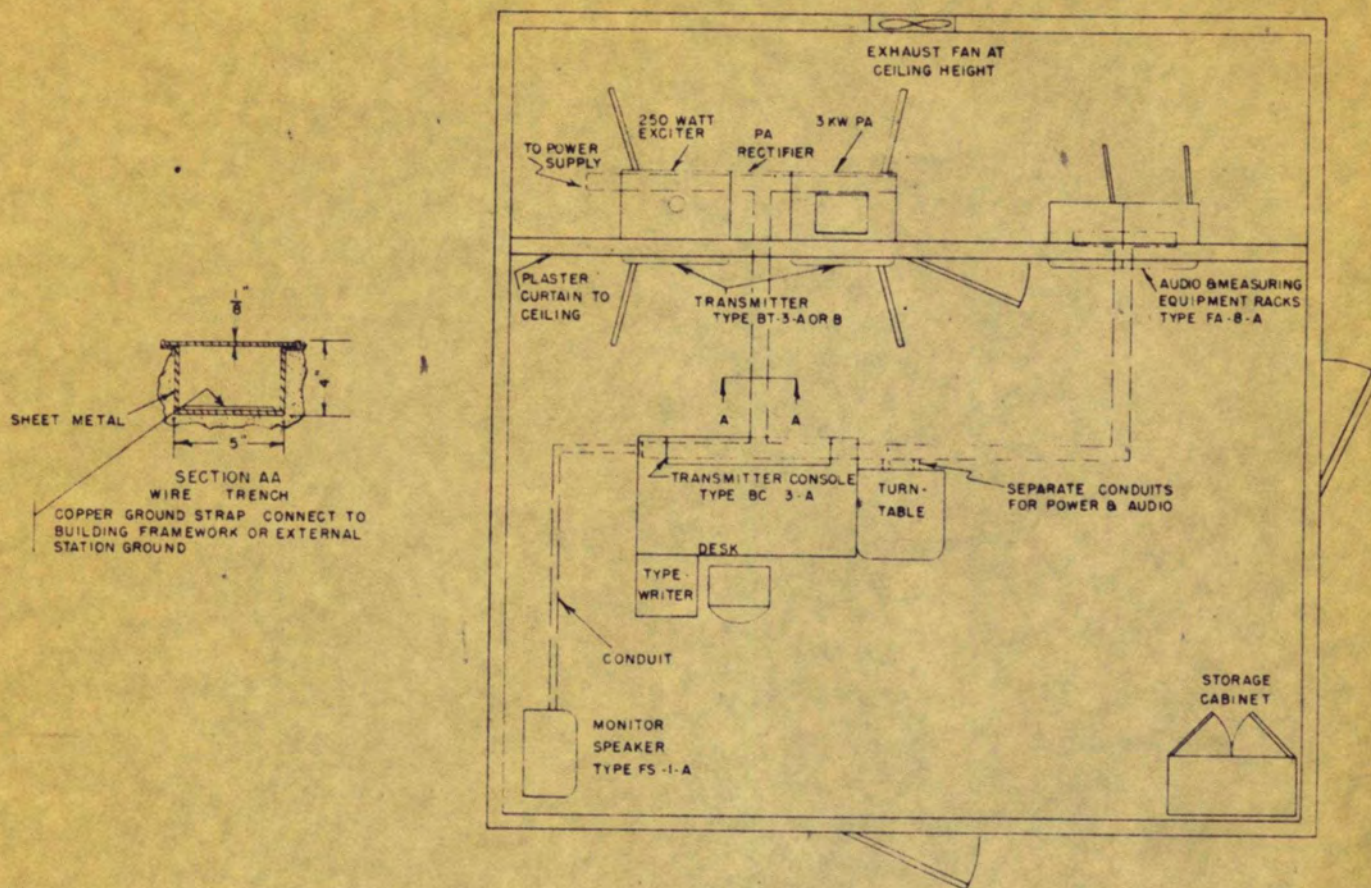 EXHAUST FAN AT
CEILING HEIGHT
250 WATT
EXCITER
3 KW PA
PA
RECTIFIER
TO POWER
SUPPLY
PLASTER
CURTAIN TO
CEILING
TRANSMITTER
TYPE BT-3-A OR B
AUDIO & MEASURING
EQUIPMENT RACKS
TYPE FA-8-A
1/8"
4"
SHEET METAL
5"
SECTION AA
WIRE TRENCH
COPPER GROUND STRAP CONNECT TO
BUILDING FRAMEWORK OR EXTERNAL
STATION GROUND
A A
TRANSMITTER CONSOLE
TYPE BC 3-A
TURN-
TABLE
SEPARATE CONDUITS
FOR POWER & AUDIO
DESK
TYPE-
WRITER
CONDUIT
MONITOR
SPEAKER
TYPE FS-1-A
STORAGE
CABINET